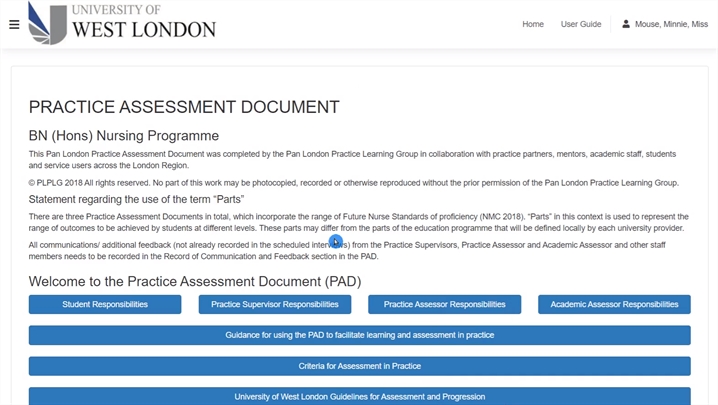 UNIVERSITY OF
WEST LONDON
Home
User Guide
Mouse, Minnie, Miss
PRACTICE ASSESSMENT DOCUMENT
BN (Hons) Nursing Programme
This Pan London Practice Assessment Document was completed by the Pan London Practice Learning Group in collaboration with practice partners, mentors, academic staff, students
and service users across the London Region.
© PLPLG 2018 All rights reserved. No part of this work may be photocopied, recorded or otherwise reproduced without the prior permission of the Pan London Practice Learning Group.
Statement regarding the use of the term “Parts”
There are three Practice Assessment Documents in total, which incorporate the range of Future Nurse Standards of proficiency (NMC 2018). “Parts” in this context is used to represent the
range of outcomes to be achieved by students at different levels. These parts may differ from the parts of the education programme that will be defined locally by each university provider.
All communications/ additional feedback (not already recorded in the scheduled interviews) from the Practice Supervisors, Practice Assessor and Academic Assessor and other staff
members needs to be recorded in the Record of Communication and Feedback section in the PAD.
Welcome to the Practice Assessment Document (PAD)
Student Responsibilities
Practice Supervisor Responsibilities
Practice Assessor Responsibilities
Academic Assessor Responsibilities
Guidance for using the PAD to facilitate learning and assessment in practice
Criteria for Assessment in Practice
University of West London Guidelines for Assessment and Progression